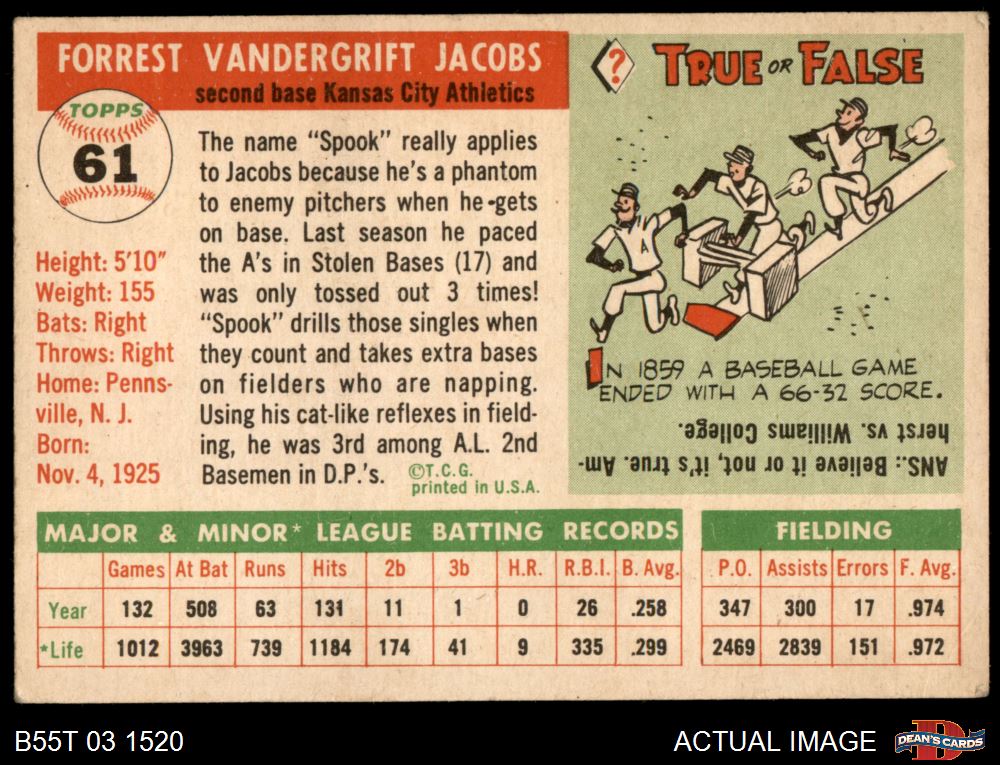 FORREST VANDERGRIFT JACOBS
second base Kansas City Athletics
TOPPS
61
Height: 5'10"
Weight: 155
Bats: Right
Throws: Right
Home: Penns-
ville, N. J.
Born:
Nov. 4, 1925
The name "Spook" really applies
to Jacobs because he's a phantom
to enemy pitchers when he-gets
on base. Last season he paced
the A's in Stolen Bases (17) and
was only tossed out 3 times!
"Spook" drills those singles when
they count and takes extra bases
on fielders who are napping.
Using his cat-like reflexes in field-
ing, he was 3rd among A.L. 2nd
Basemen in D.P.'s.
©T.C.G.
printed in U.S.A.
? TRUE OR FALSE
A
IN 1859 A BASEBALL GAME
ENDED WITH A 66-32 SCORE.
ANS.: Believe it or not, it's true. Am-
herst vs. Williams College.
MAJOR & MINOR* LEAGUE BATTING RECORDS
Games At Bat Runs Hits 2b 3b H.R. R.B.I. B. Avg.
Year 132 508 63 131 11 1 0 26 .258
*Life 1012 3963 739 1184 174 41 9 335 .299
FIELDING
P.O. Assists Errors F. Avg.
347 300 17 .974
2469 2839 151 .972
B55T 03 1520
ACTUAL IMAGE
D
DEAN'S CARDS